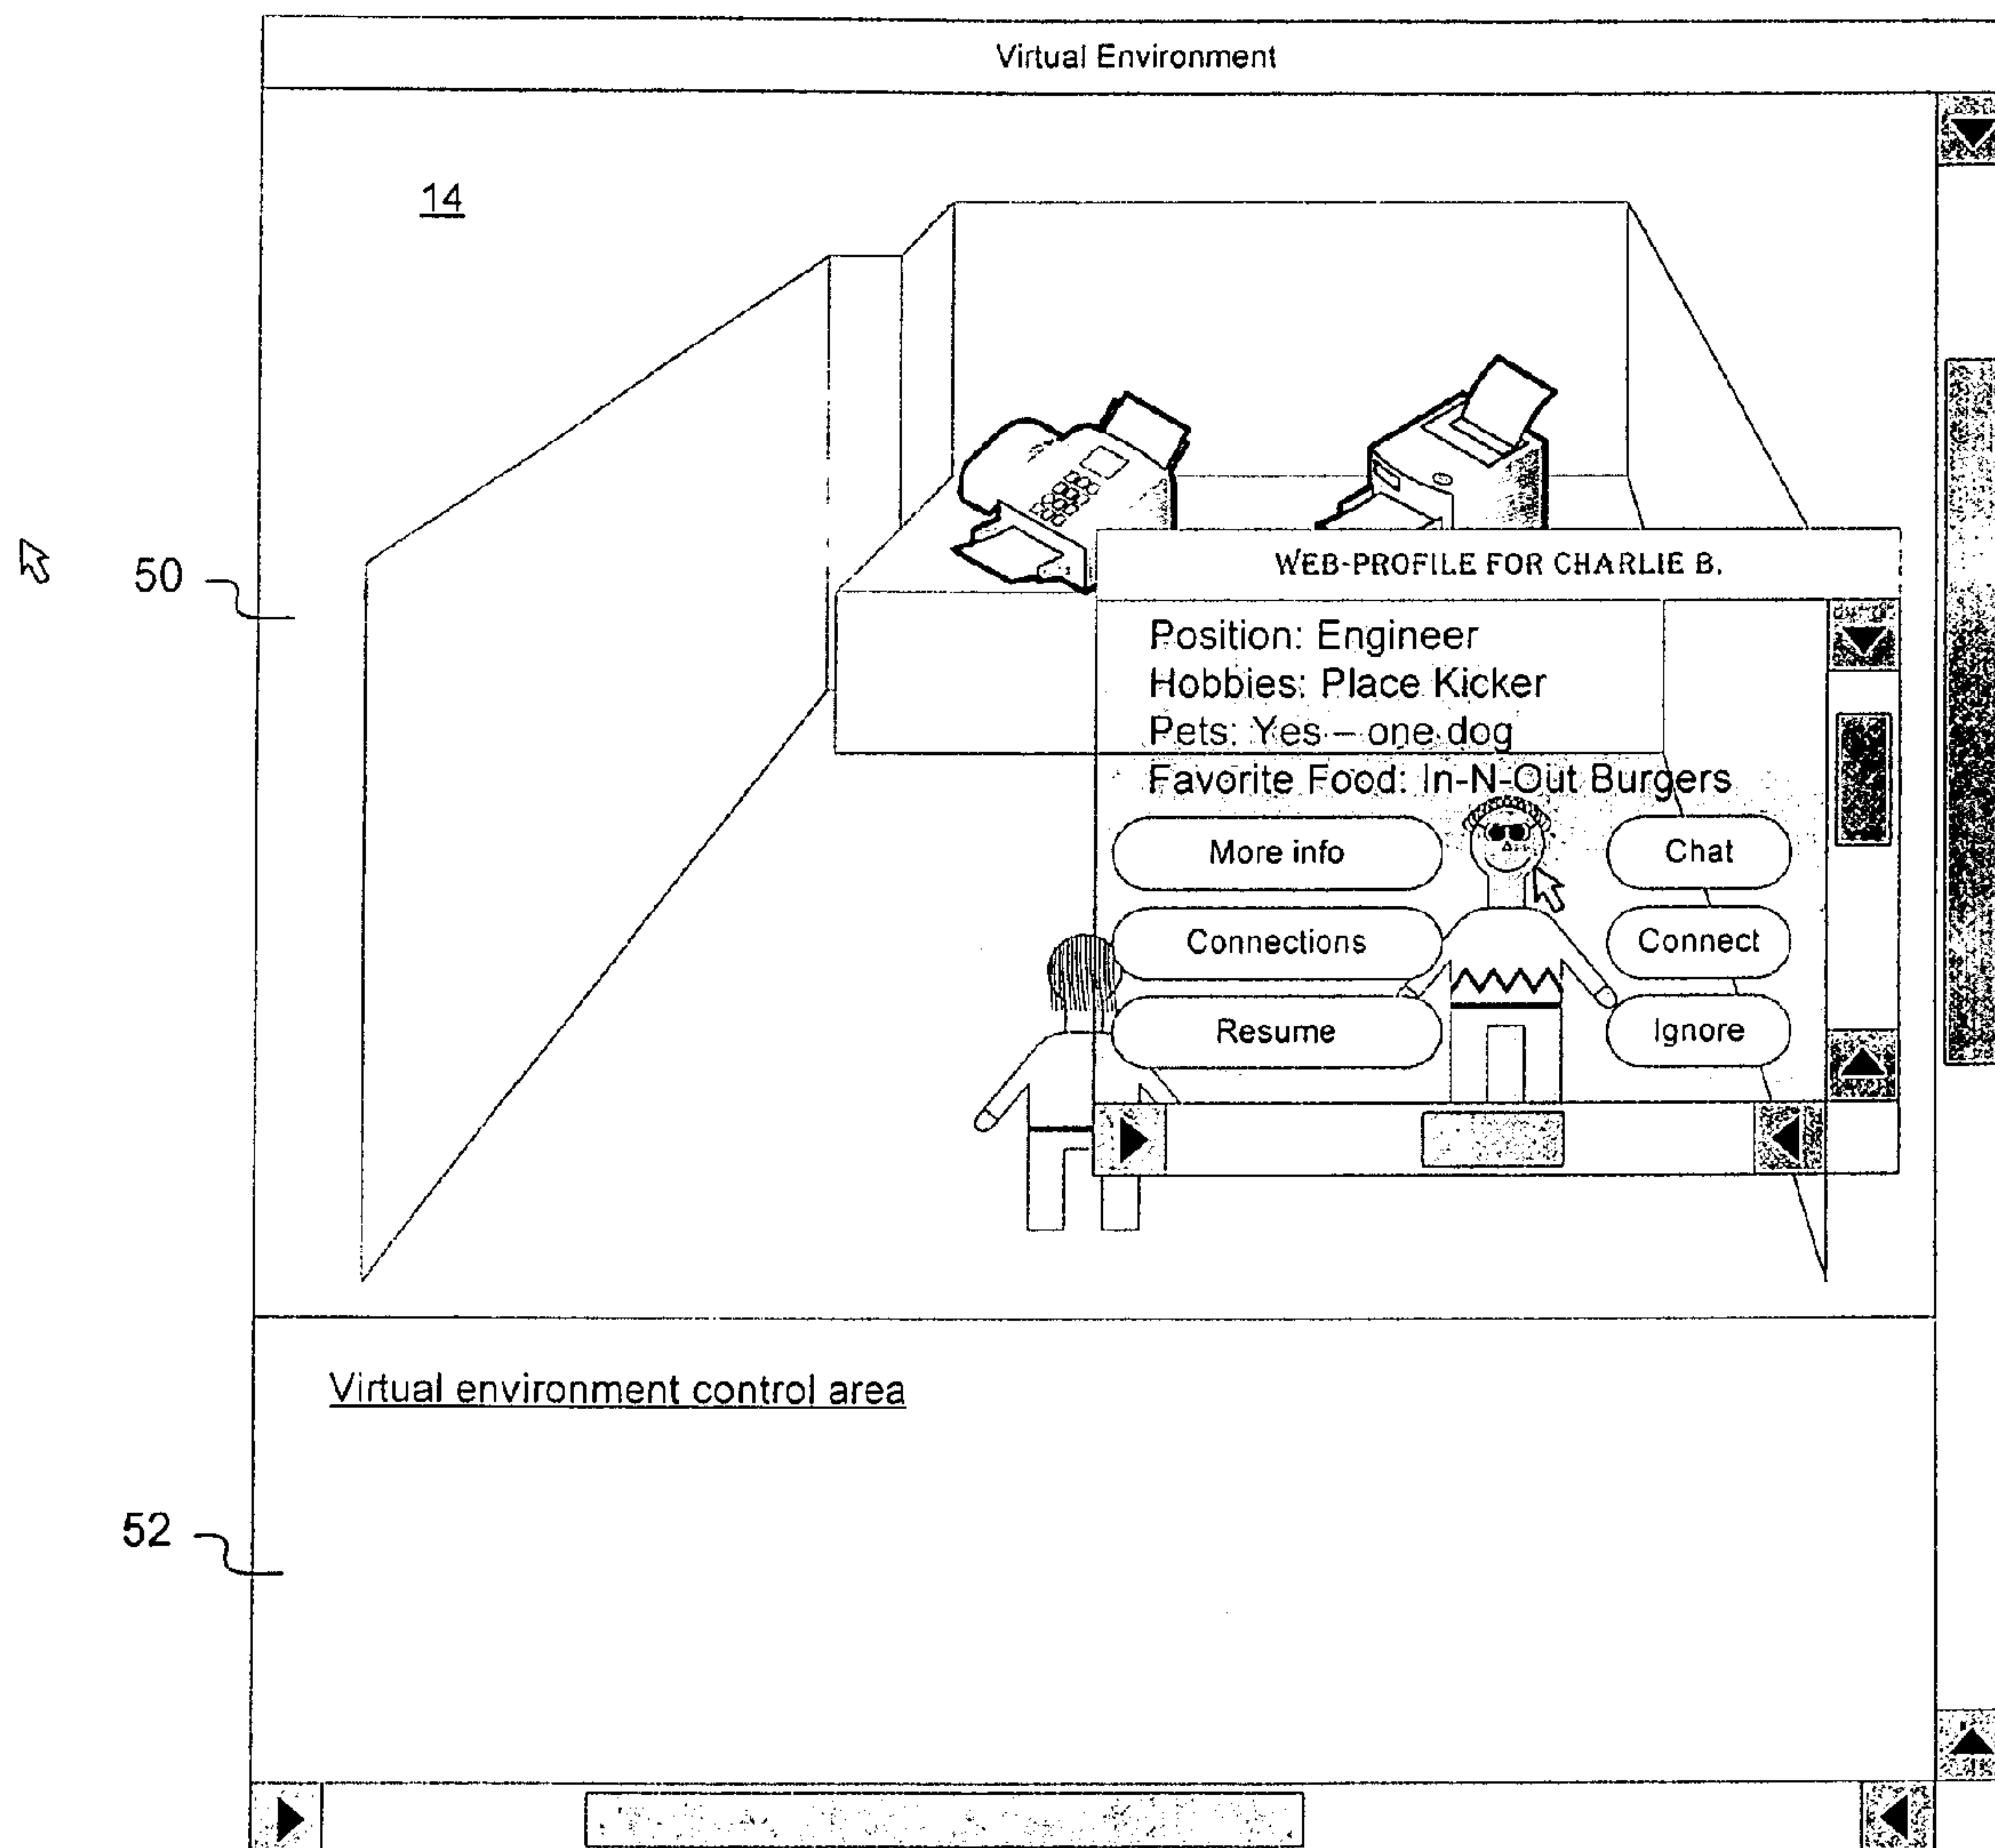 Virtual Environment
14
50
WEB-PROFILE FOR CHARLIE B.
Position: Engineer
Hobbies: Place Kicker
Pets: Yes – one dog
Favorite Food: In-N-Out Burgers
More info
Chat
Connections
Connect
Resume
Ignore
Virtual environment control area
52